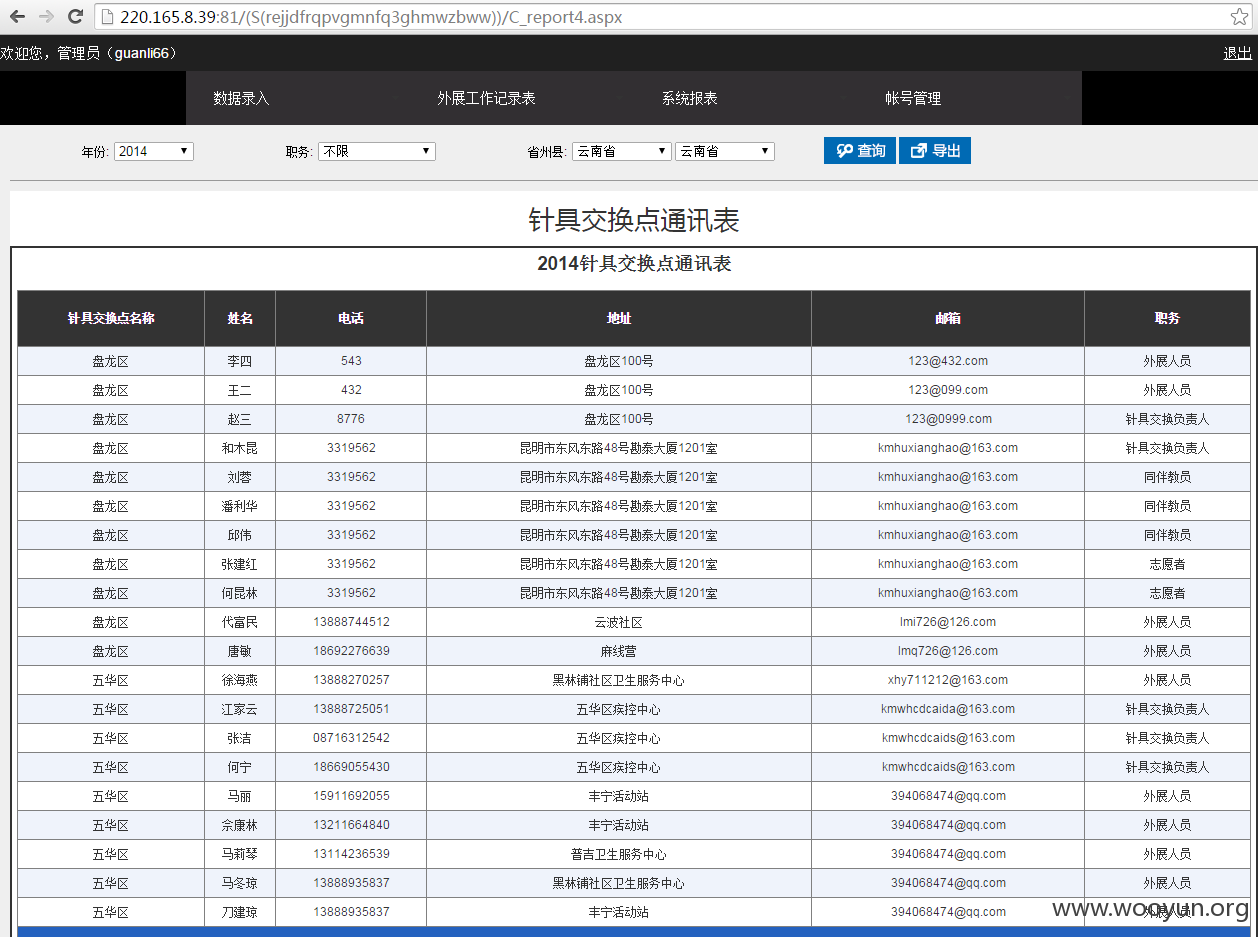 220.165.8.39:81/(S(rejjdfrqpvgmnfq3ghmwzbww))/C_report4.aspx
欢迎您，管理员（guanli66） 退出
数据录入 外展工作记录表 系统报表 帐号管理
年份: 2014 职务: 不限 省州县: 云南省 云南省 查询 导出
针具交换点通讯表
2014针具交换点通讯表
针具交换点名称 姓名 电话 地址 邮箱 职务
盘龙区 李四 543 盘龙区100号 123@432.com 外展人员
盘龙区 王二 432 盘龙区100号 123@099.com 外展人员
盘龙区 赵三 8776 盘龙区100号 123@0999.com 针具交换负责人
盘龙区 和木昆 3319562 昆明市东风东路48号勘泰大厦1201室 kmhuxianghao@163.com 针具交换负责人
盘龙区 刘蓉 3319562 昆明市东风东路48号勘泰大厦1201室 kmhuxianghao@163.com 同伴教员
盘龙区 潘利华 3319562 昆明市东风东路48号勘泰大厦1201室 kmhuxianghao@163.com 同伴教员
盘龙区 邱伟 3319562 昆明市东风东路48号勘泰大厦1201室 kmhuxianghao@163.com 同伴教员
盘龙区 张建红 3319562 昆明市东风东路48号勘泰大厦1201室 kmhuxianghao@163.com 志愿者
盘龙区 何昆林 3319562 昆明市东风东路48号勘泰大厦1201室 kmhuxianghao@163.com 志愿者
盘龙区 代富民 13888744512 云波社区 lmi726@126.com 外展人员
盘龙区 唐敏 18692276639 麻线营 lmq726@126.com 外展人员
五华区 徐海燕 13888270257 黑林铺社区卫生服务中心 xhy711212@163.com 外展人员
五华区 江家云 13888725051 五华区疾控中心 kmwhcdcaida@163.com 针具交换负责人
五华区 张洁 08716312542 五华区疾控中心 kmwhcdcaids@163.com 针具交换负责人
五华区 何宁 18669055430 五华区疾控中心 kmwhcdcaids@163.com 针具交换负责人
五华区 马丽 15911692055 丰宁活动站 394068474@qq.com 外展人员
五华区 佘康林 13211664840 丰宁活动站 394068474@qq.com 外展人员
五华区 马莉琴 13114236539 普吉卫生服务中心 394068474@qq.com 外展人员
五华区 马冬琼 13888935837 黑林铺社区卫生服务中心 394068474@qq.com 外展人员
五华区 刀建琼 13888935837 丰宁活动站 394068474@qq.com 外展人员
www.wooyun.org